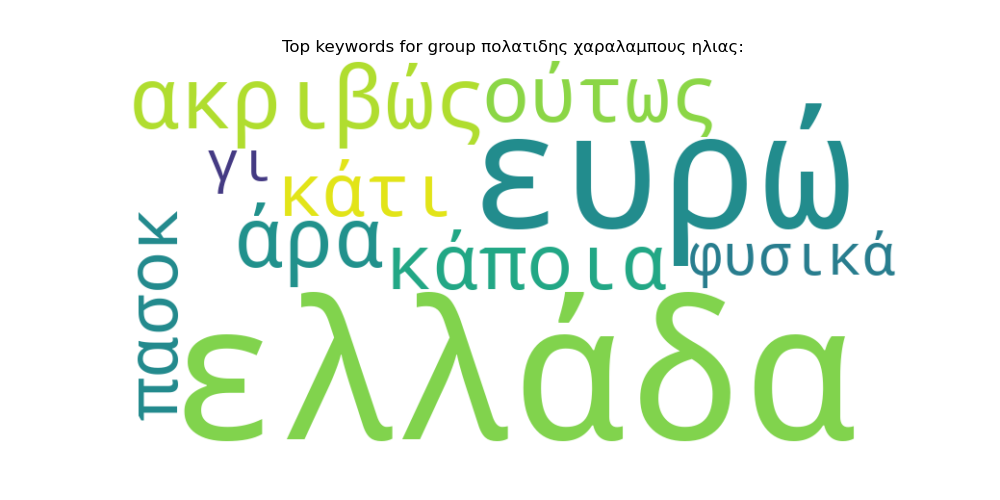 Top keywords for group πολατιδης χαραλαμπους ηλιας:
ακριβώς ούτως
ευρώ
γι
κάτι
άρα
κάποια
φυσικά
πασοκ
ελλάδα